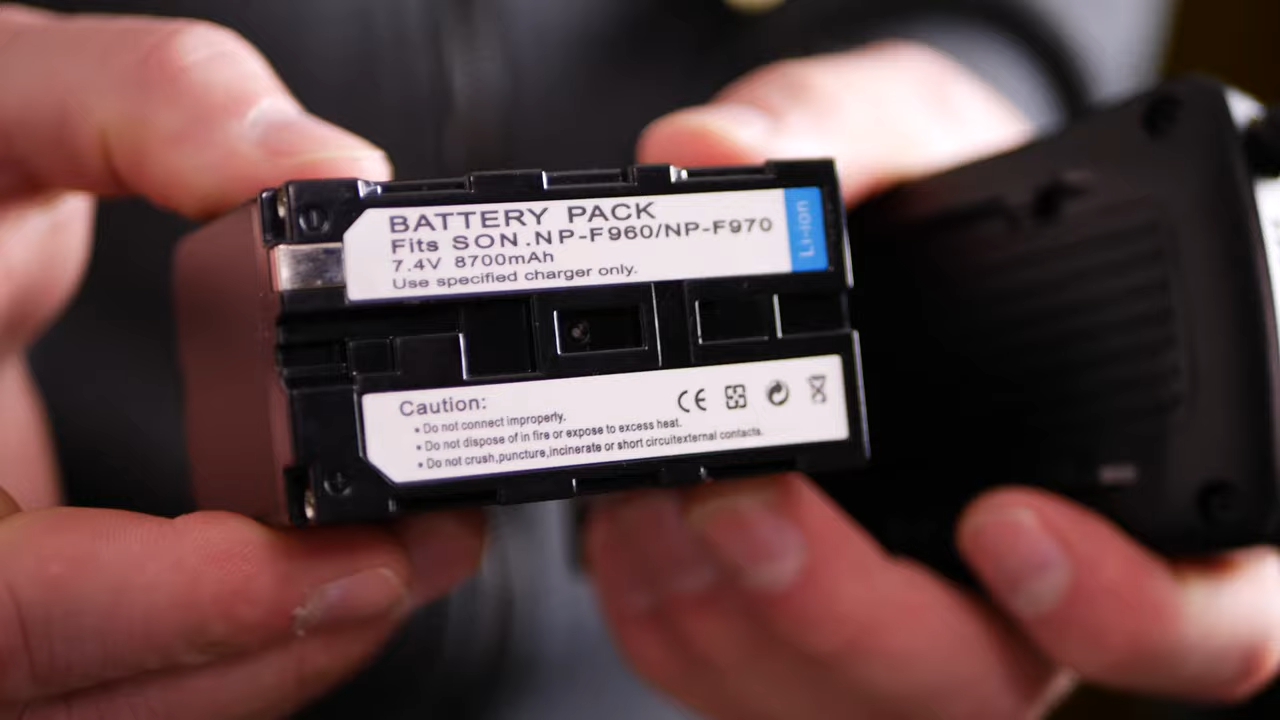 BATTERY PACK
Fits SON.NP-F960/NP-F970
7.4V 8700mAh
Use specified charger only.
Li-ion
Caution:
CE
• Do not connect improperly.
• Do not dispose of in fire or expose to excess heat.
• Do not crush,puncture,incinerate or short circuitexternal contacts.